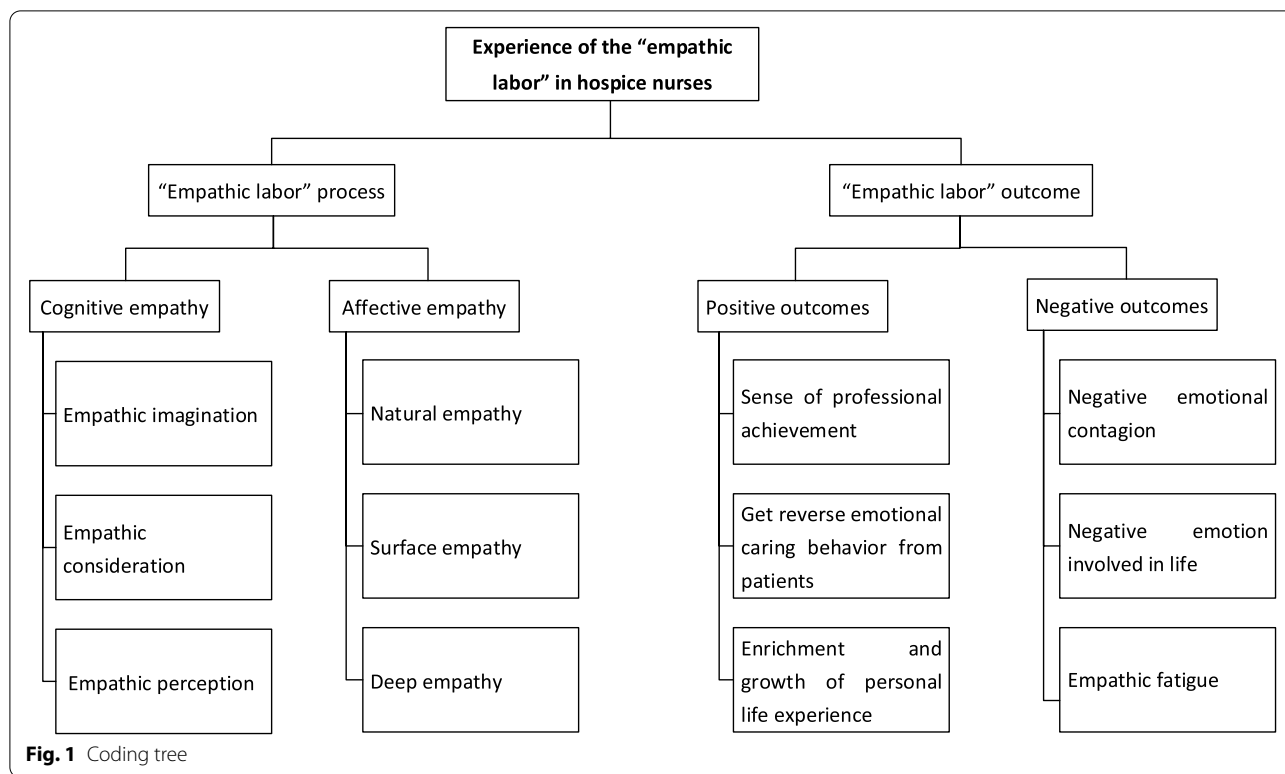 Experience of the “empathic
labor” in hospice nurses
“Empathic labor” process
“Empathic labor” outcome
Cognitive empathy
Affective empathy
Positive outcomes
Negative outcomes
Empathic imagination
Natural empathy
Sense of professional
achievement
Negative emotional
contagion
Empathic
consideration
Surface empathy
Get reverse emotional
caring behavior from
patients
Negative emotion
involved in life
Empathic perception
Deep empathy
Enrichment and
growth of personal
life experience
Empathic fatigue
Fig. 1 Coding tree